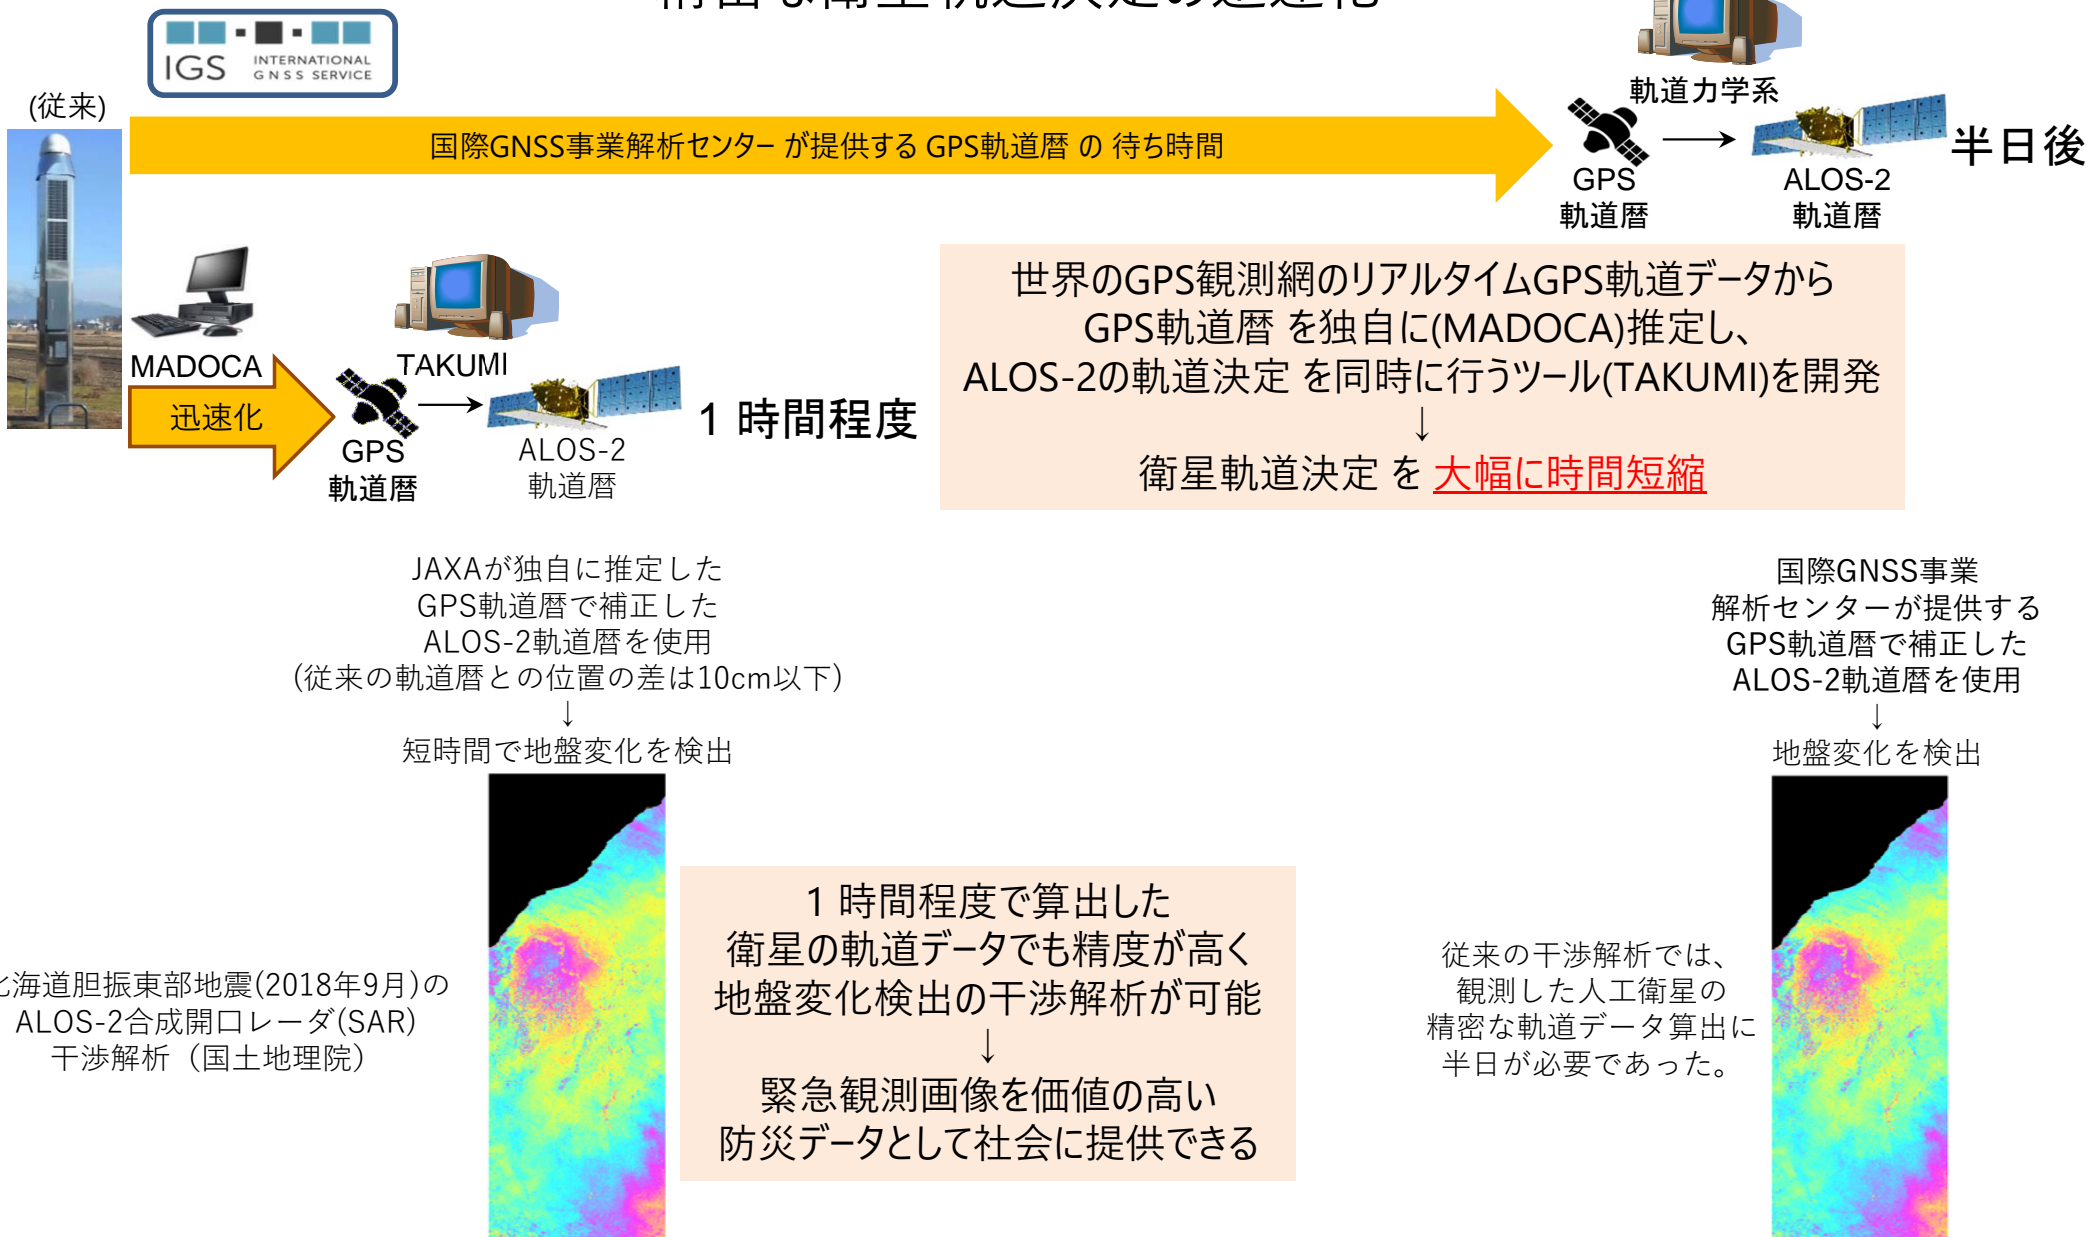 IGS INTERNATIONAL
GNSS SERVICE
(従来)
国際GNSS事業解析センター が提供する GPS軌道暦 の 待ち時間
軌道力学系
GPS
軌道暦
ALOS-2
軌道暦
半日後
MADOCA
迅速化
TAKUMI
GPS
軌道暦
ALOS-2
軌道暦
1 時間程度
世界のGPS観測網のリアルタイムGPS軌道データから
GPS軌道暦 を独自に(MADOCA)推定し、
ALOS-2の軌道決定 を同時に行うツール(TAKUMI)を開発
↓
衛星軌道決定 を 大幅に時間短縮
JAXAが独自に推定した
GPS軌道暦で補正した
ALOS-2軌道暦を使用
(従来の軌道暦との位置の差は10cm以下)
↓
短時間で地盤変化を検出
国際GNSS事業
解析センターが提供する
GPS軌道暦で補正した
ALOS-2軌道暦を使用
↓
地盤変化を検出
海道胆振東部地震(2018年9月)の
ALOS-2合成開口レーダ(SAR)
干渉解析（国土地理院）
1 時間程度で算出した
衛星の軌道データでも精度が高く
地盤変化検出の干渉解析が可能
↓
緊急観測画像を価値の高い
防災データとして社会に提供できる
従来の干渉解析では、
観測した人工衛星の
精密な軌道データ算出に
半日が必要であった。